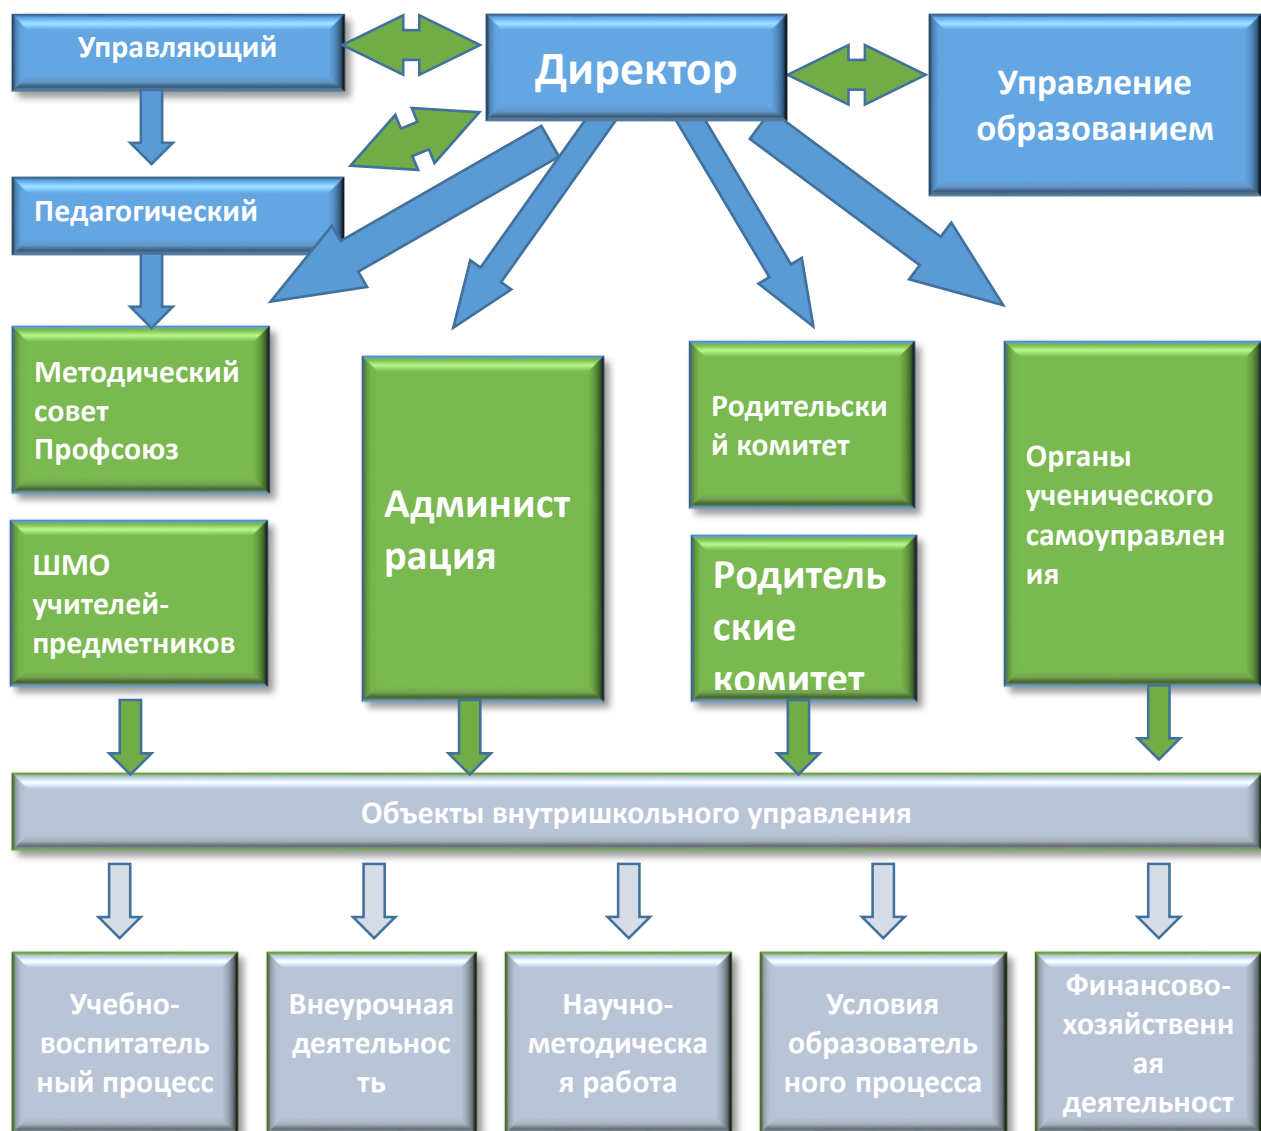 Управляющий
Директор
Управление
образованием
Педагогический
Методический
совет
Профсоюз
Админист
рация
Родительски
й комитет
Органы
ученического
самоуправлен
ия
ШМО
учителей-
предметников
Родитель
ские
комитет
Объекты внутришкольного управления
Учебно-
воспитатель
ный процесс
Внеурочная
деятельнос
ть
Научно-
методическа
я работа
Условия
образователь
ного процесса
Финансово-
хозяйственн
ая
деятельност